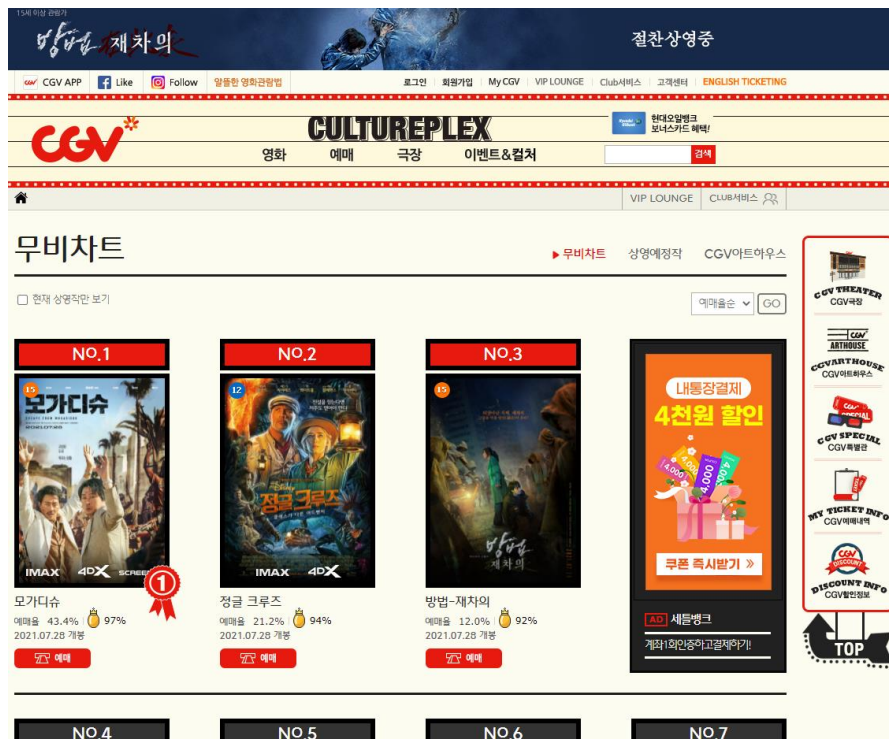 15세 이상 관람가
방법 재차의
절찬상영중
CGV APP
Like
Follow
알뜰한 영화관람법
로그인
회원가입
My CGV
VIP LOUNGE
Club서비스
고객센터
ENGLISH TICKETING
CGV
CULTUREPLEX
현대오일뱅크
보너스카드 혜택!
영화
예매
극장
이벤트&컬처
검색
VIP LOUNGE
CLUB서비스
무비차트
무비차트
상영예정작
CGV아트하우스
현재 상영작만 보기
예매율순
GO
NO.1
15
모가디슈
IMAX 4DX SCREEN
1
모가디슈
예매율 43.4% 97%
2021.07.28 개봉
예매
NO.2
12
정글 크루즈
IMAX 4DX
정글 크루즈
예매율 21.2% 94%
2021.07.28 개봉
예매
NO.3
15
방법
재차의
방법-재차의
예매율 12.0% 92%
2021.07.28 개봉
예매
내통장결제
4천원 할인
4,000
4,000
쿠폰 즉시받기 »
AD 세틀뱅크
계좌1회인증하고결제하기!
CGV THEATER
CGV극장
CGV
ARTHOUSE
CGV ARTHOUSE
CGV아트하우스
CGV
SPECIAL
CGV SPECIAL
CGV특별관
MY TICKET INFO
CGV예매내역
CGV
DISCOUNT
DISCOUNT INFO
CGV할인정보
TOP
NO.4
NO.5
NO.6
NO.7